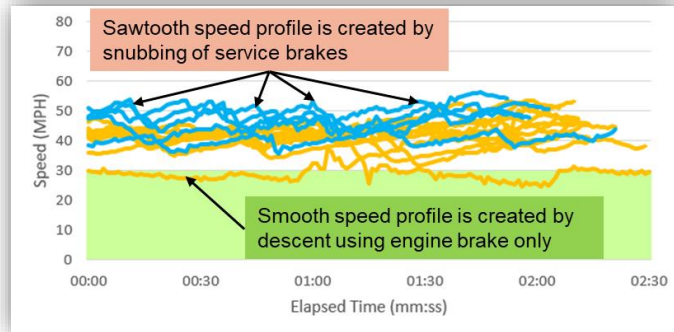 80
Sawtooth speed profile is created by
snubbing of service brakes
70
60
50
40
30
20
10
0
Speed (MPH)
Smooth speed profile is created by
descent using engine brake only
00:00 00:30 01:00 01:30 02:00 02:30
Elapsed Time (mm:ss)